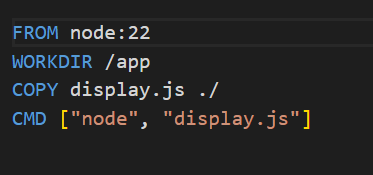 FROM node:22
WORKDIR /app
COPY display.js ./
CMD ["node", "display.js"]